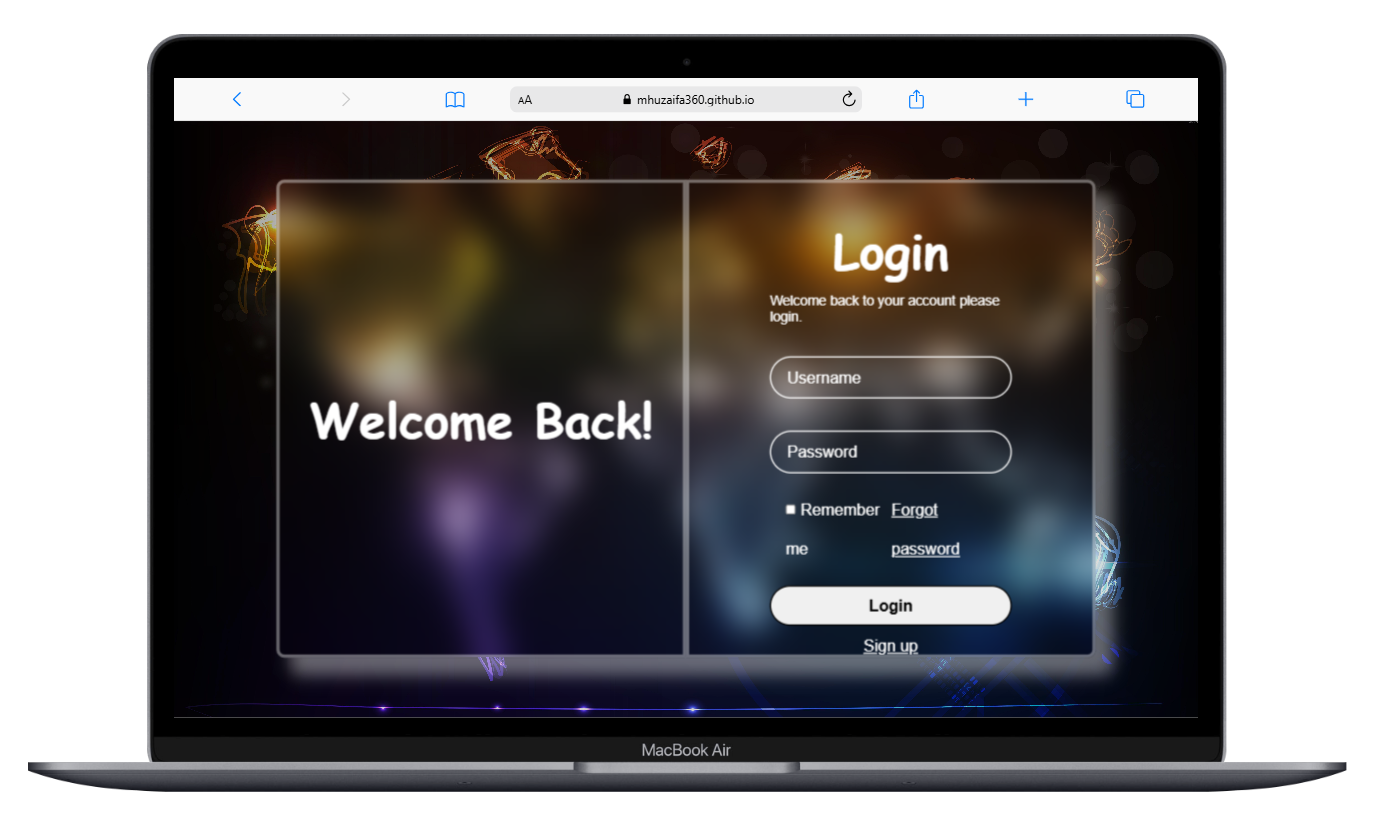 AA
mhuzaifa360.github.io
Login
Welcome back to your account please
login.
Username
Welcome Back!
Password
Remember Forgot
me password
Login
Sign up
MacBook Air